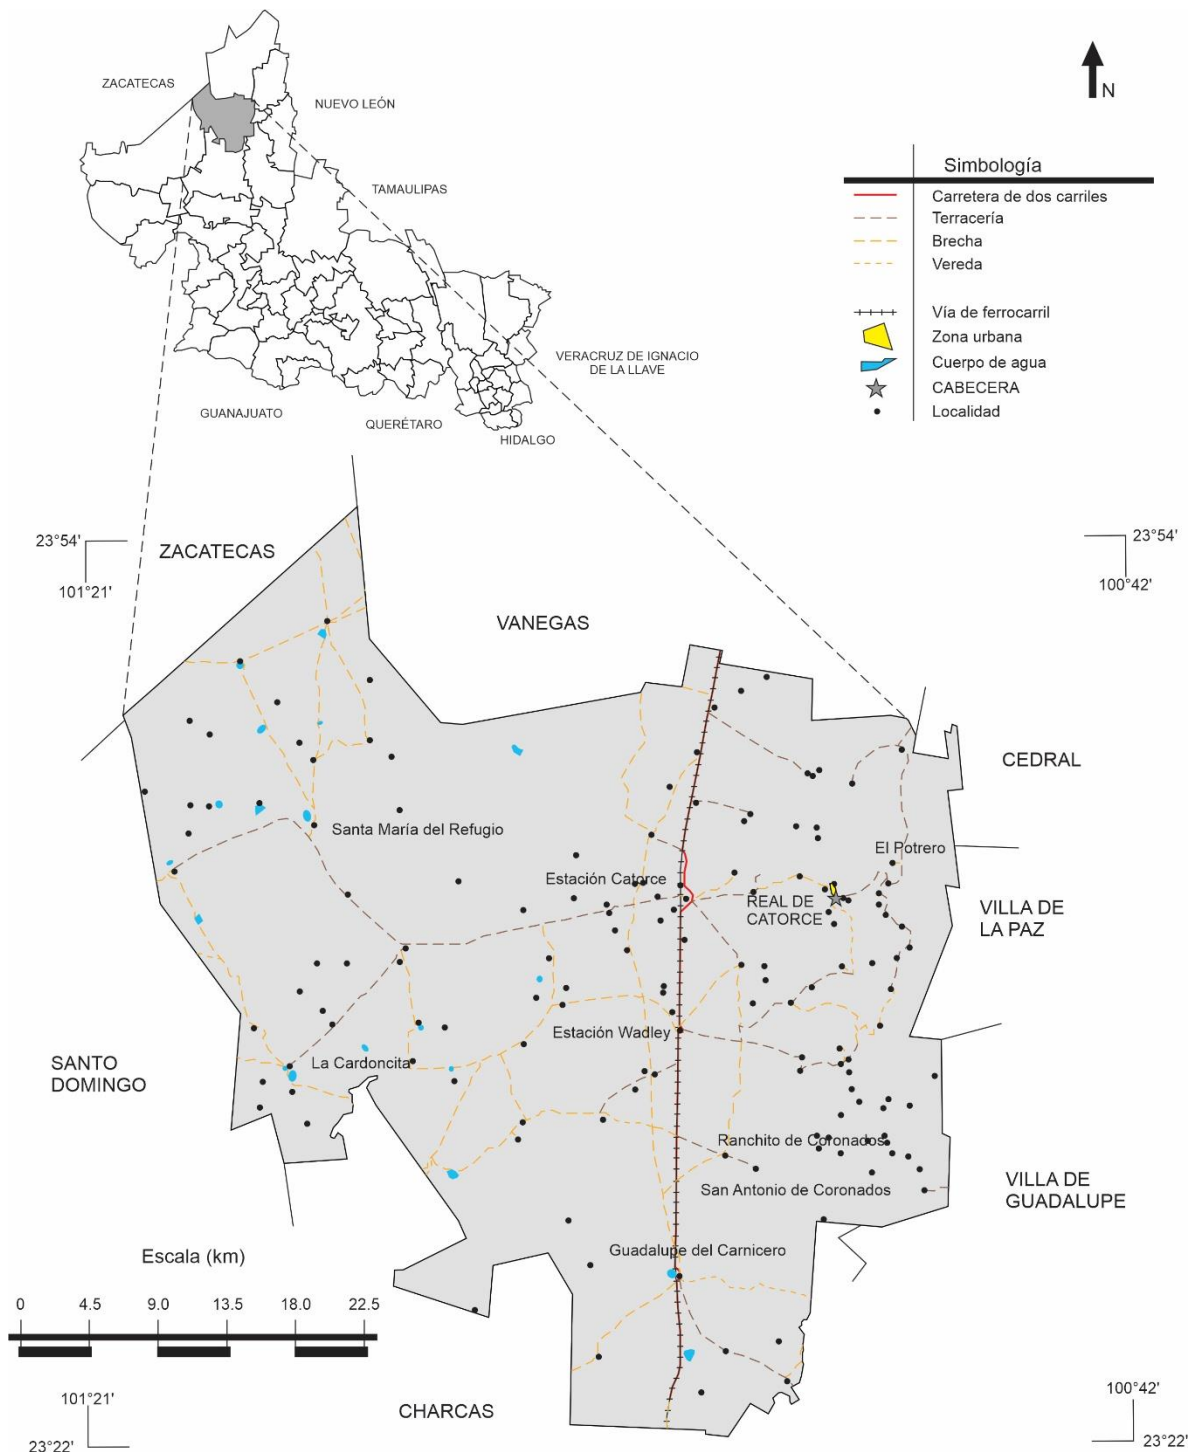 ZACATECAS
NUEVO LEÓN
N
TAMAULIPAS
Simbología
Carretera de dos carriles
Terracería
Brecha
Vereda
Vía de ferrocarril
Zona urbana
Cuerpo de agua
CABECERA
Localidad
VERACRUZ DE IGNACIO
DE LA LLAVE
GUANAJUATO
QUERÉTARO
HIDALGO
23°54'
101°21'
ZACATECAS
23°54'
100°42'
VANEGAS
CEDRAL
Santa María del Refugio
El Potrero
Estación Catorce
REAL DE
CATORCE
VILLA DE
LA PAZ
Estación Wadley
SANTO
DOMINGO
La Cardoncita
Ranchito de Coronados
San Antonio de Coronados
VILLA DE
GUADALUPE
Guadalupe del Carnicero
Escala (km)
0 4.5 9.0 13.5 18.0 22.5
101°21'
23°22'
CHARCAS
100°42'
23°22'